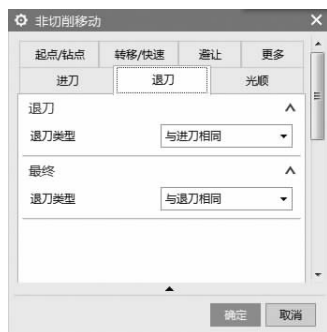 非切削移动
起点/钻点 转移/快速 避让 更多
进刀 退刀 光顺
退刀
退刀类型 与进刀相同
最终
退刀类型 与退刀相同
确定 取消